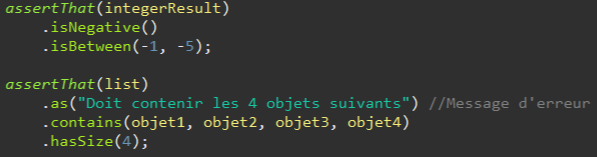 assertThat(integerResult)
.isNegative()
.isBetween(-1, -5);
assertThat(list)
.as("Doit contenir les 4 objets suivants") //Message d'erreur
.contains(objet1, objet2, objet3, objet4)
.hasSize(4);